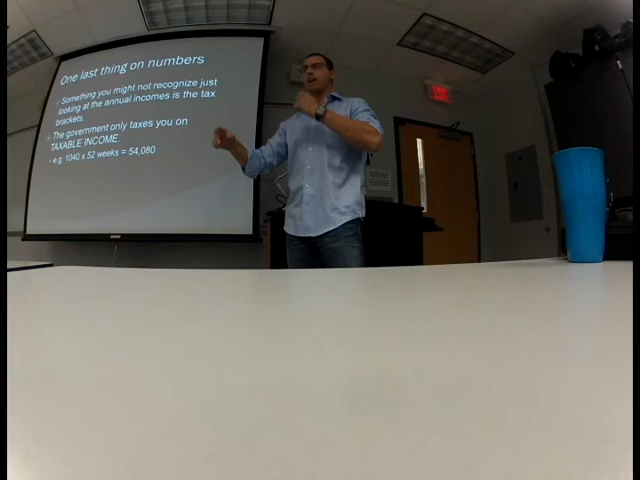 One last thing on numbers
Something you might not recognize just
looking at the annual incomes is the tax
brackets.
The government only taxes you on
TAXABLE INCOME.
e.g. 1040 x 52 weeks = 54,080
EXIT